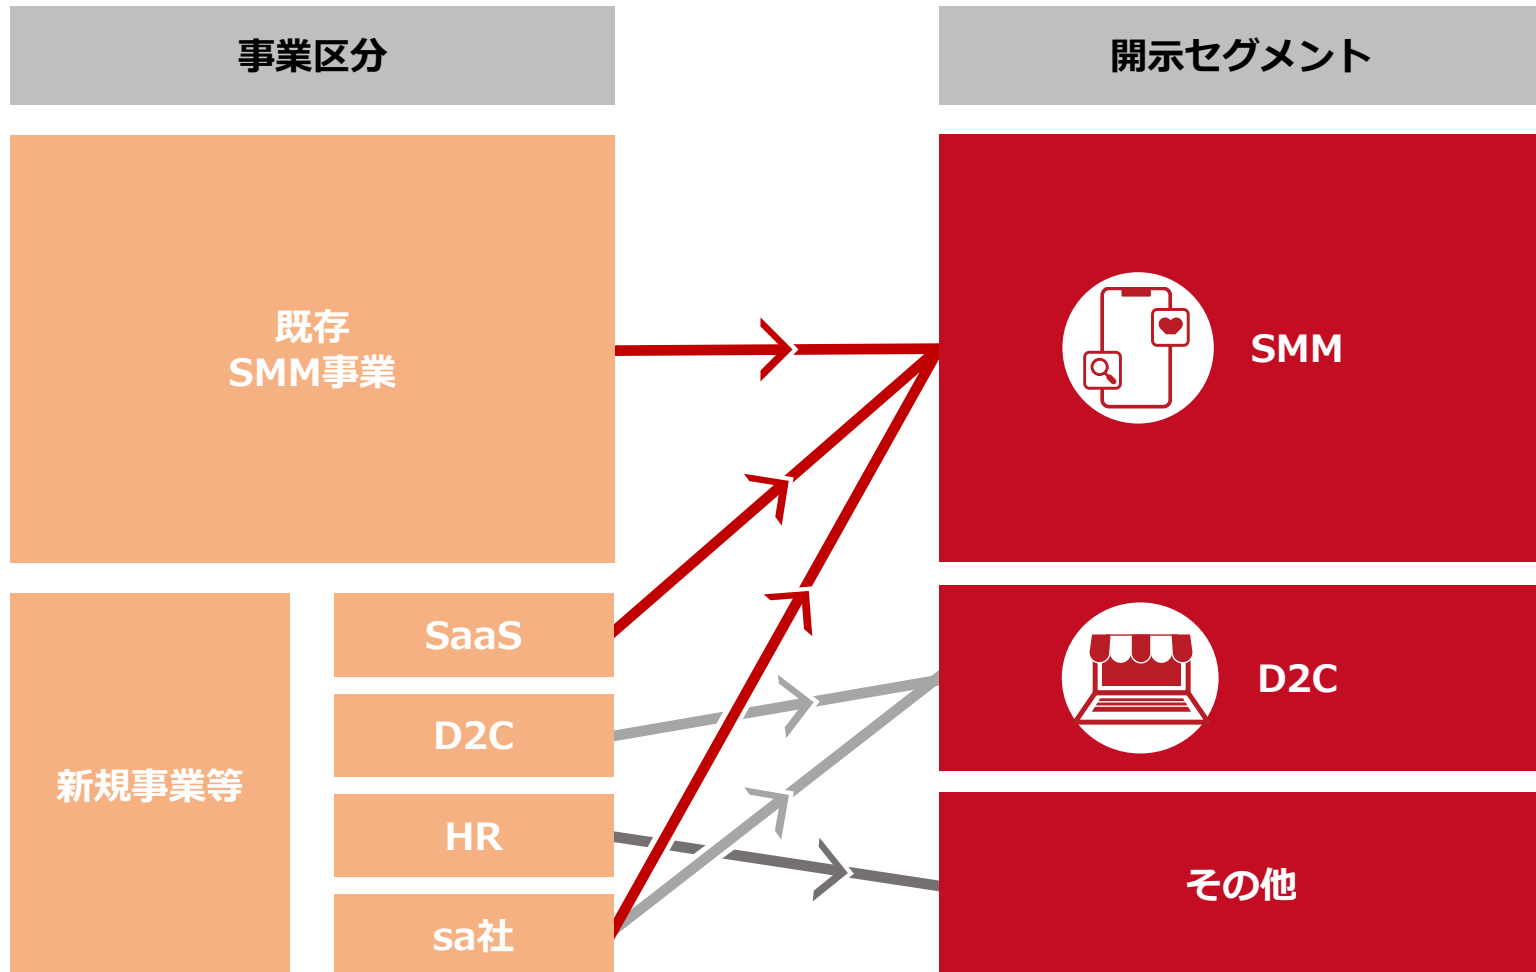 事業区分
開示セグメント
既存
SMM事業
SMM
新規事業等
SaaS
D2C
HR
sa社
D2C
その他